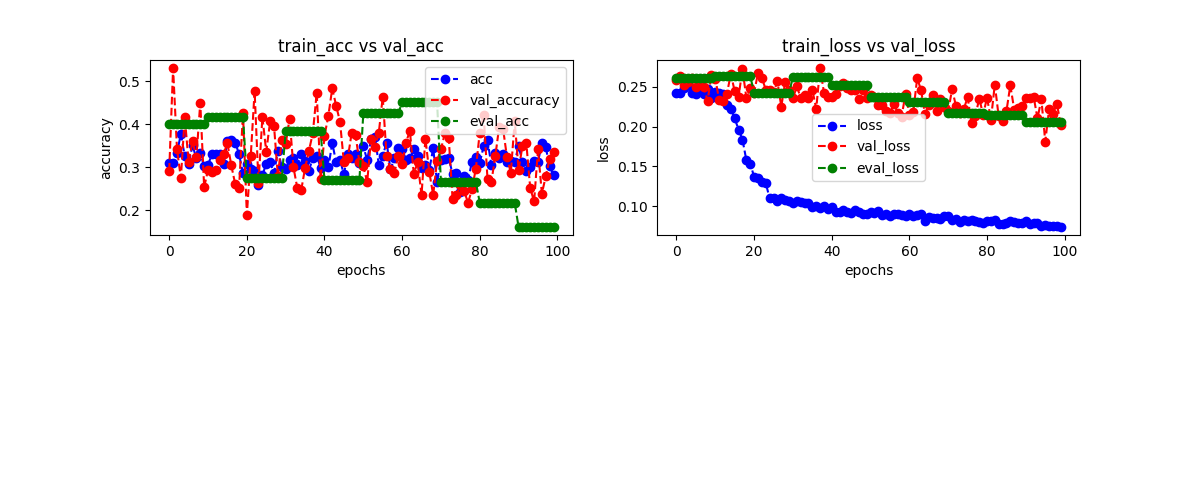 train_acc vs val_acc
accuracy
0.5
0.4
0.3
0.2
acc
val_accuracy
eval_acc
0
20
40
60
80
100
epochs
train_loss vs val_loss
loss
0.25
0.20
0.15
0.10
loss
val_loss
eval_loss
0
20
40
60
80
100
epochs